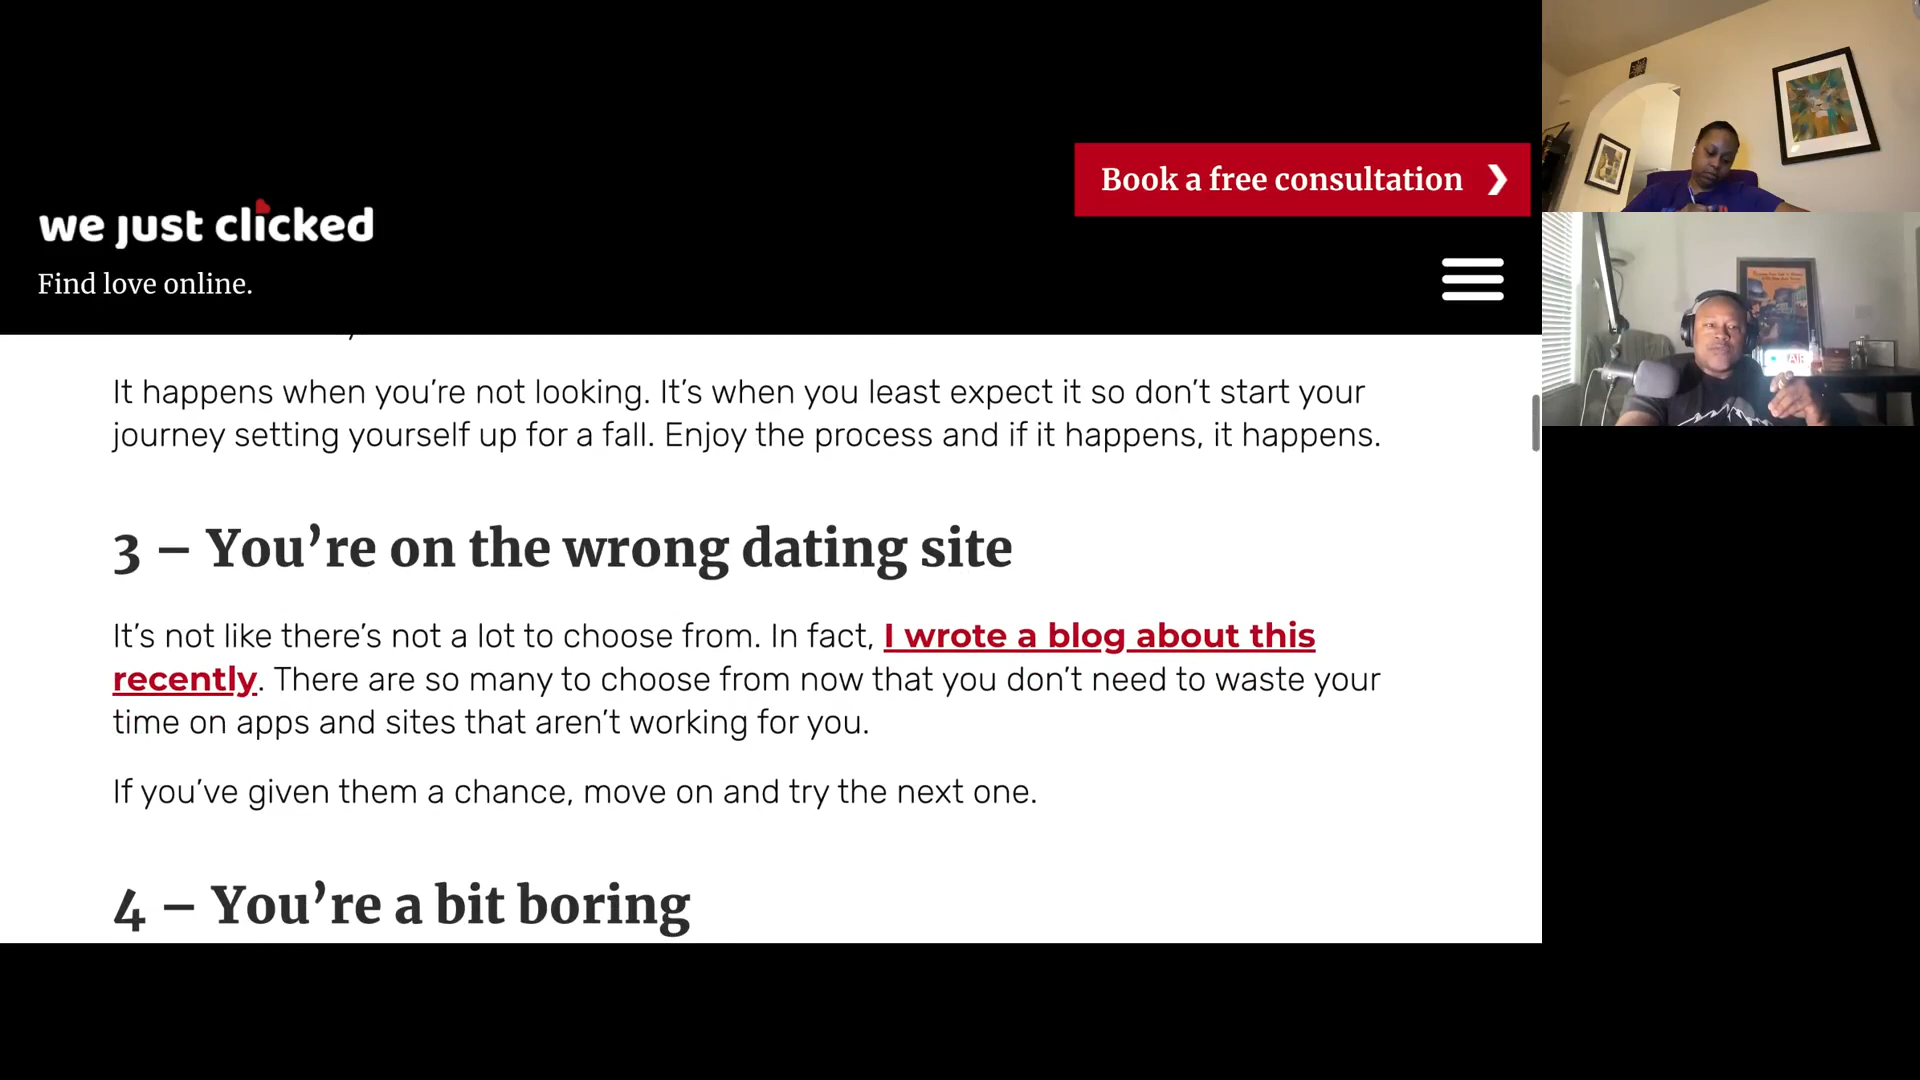 Book a free consultation ❯
we just clicked
Find love online.
It happens when you’re not looking. It’s when you least expect it so don’t start your
journey setting yourself up for a fall. Enjoy the process and if it happens, it happens.
3 – You’re on the wrong dating site
It’s not like there’s not a lot to choose from. In fact, I wrote a blog about this
recently. There are so many to choose from now that you don’t need to waste your
time on apps and sites that aren’t working for you.
If you’ve given them a chance, move on and try the next one.
4 – You’re a bit boring